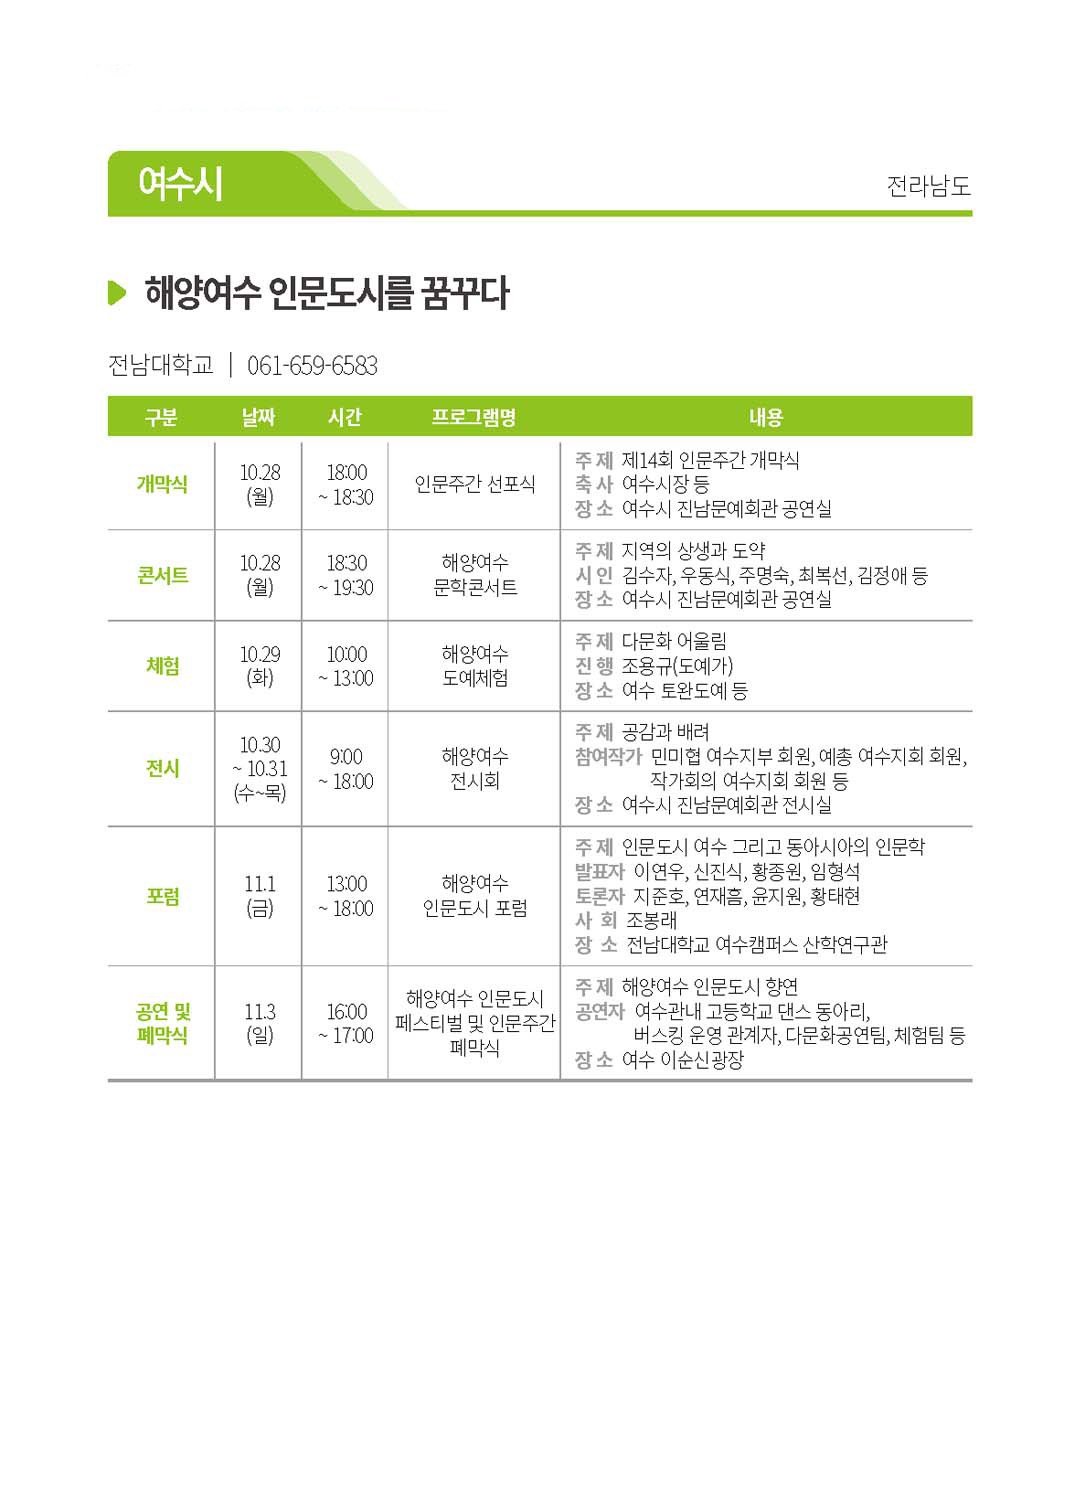 여수시
전라남도
해양여수 인문도시를 꿈꾸다
전남대학교 | 061-659-6583
구분 날짜 시간 프로그램명 내용
개막식
10.28
(월)
18:00
~ 18:30
인문주간 선포식
주 제 제14회 인문주간 개막식
축 사 여수시장 등
장 소 여수시 진남문예회관 공연실
콘서트
10.28
(월)
18:30
~ 19:30
해양여수
문학콘서트
주 제 지역의 상생과 도약
시 인 김수자, 우동식, 주명숙, 최복선, 김정애 등
장 소 여수시 진남문예회관 공연실
체험
10.29
(화)
10:00
~ 13:00
해양여수
도예체험
주 제 다문화 어울림
진 행 조용규(도예가)
장 소 여수 토완도예 등
전시
10.30
~ 10.31
(수~목)
9:00
~ 18:00
해양여수
전시회
주 제 공감과 배려
참여작가 민미협 여수지부 회원, 예총 여수지회 회원,
작가회의 여수지회 회원 등
장 소 여수시 진남문예회관 전시실
포럼
11.1
(금)
13:00
~ 18:00
해양여수
인문도시 포럼
주 제 인문도시 여수 그리고 동아시아의 인문학
발표자 이연우, 신진식, 황종원, 임형석
토론자 지준호, 연재흠, 윤지원, 황태현
사 회 조봉래
장 소 전남대학교 여수캠퍼스 산학연구관
공연 및
폐막식
11.3
(일)
16:00
~ 17:00
해양여수 인문도시
페스티벌 및 인문주간
폐막식
주 제 해양여수 인문도시 향연
공연자 여수관내 고등학교 댄스 동아리,
버스킹 운영 관계자, 다문화공연팀, 체험팀 등
장 소 여수 이순신광장